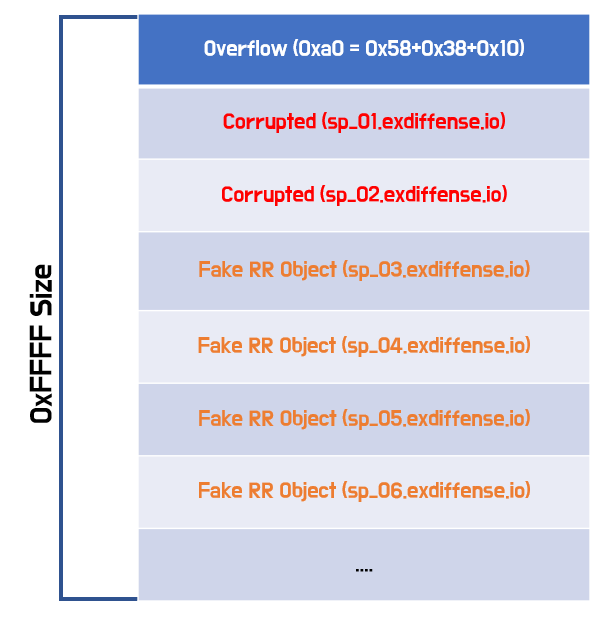 Overflow (0xa0 = 0x58+0x38+0x10)
Corrupted (sp_01.exdiffense.io)
Corrupted (sp_02.exdiffense.io)
Fake RR Object (sp_03.exdiffense.io)
Fake RR Object (sp_04.exdiffense.io)
Fake RR Object (sp_05.exdiffense.io)
Fake RR Object (sp_06.exdiffense.io)
....
0xFFFF Size